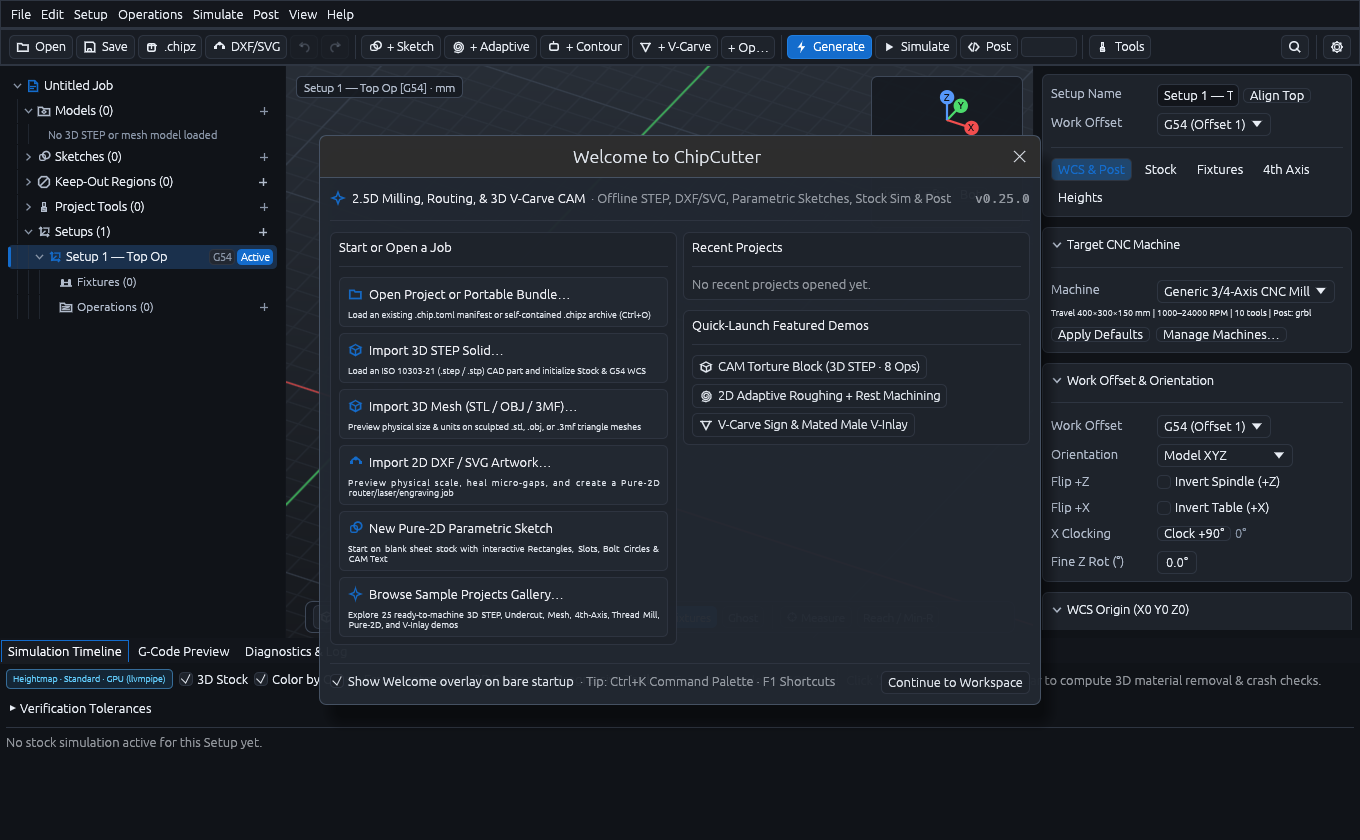 File Edit Setup Operations Simulate Post View Help
Open Save .chipz DXF/SVG + Sketch + Adaptive + Contour + V-Carve + Op… Generate Simulate Post Tools
Untitled Job
Models (0) +
No 3D STEP or mesh model loaded
Sketches (0) +
Keep-Out Regions (0) +
Project Tools (0) +
Setups (1) +
Setup 1 — Top Op G54 Active
Fixtures (0)
Operations (0) +
Setup 1 — Top Op [G54] · mm
Z
Y
X
Welcome to ChipCutter
2.5D Milling, Routing, & 3D V-Carve CAM · Offline STEP, DXF/SVG, Parametric Sketches, Stock Sim & Post v0.25.0
Start or Open a Job
Open Project or Portable Bundle…
Load an existing .chip.toml manifest or self-contained .chipz archive (Ctrl+O)
Import 3D STEP Solid…
Load an ISO 10303-21 (.step / .stp) CAD part and initialize Stock & G54 WCS
Import 3D Mesh (STL / OBJ / 3MF)…
Preview physical size & units on sculpted .stl, .obj, or .3mf triangle meshes
Import 2D DXF / SVG Artwork…
Preview physical scale, heal micro-gaps, and create a Pure-2D
router/laser/engraving job
New Pure-2D Parametric Sketch
Start on blank sheet stock with interactive Rectangles, Slots, Bolt Circles &
CAM Text
Browse Sample Projects Gallery…
Explore 25 ready-to-machine 3D STEP, Undercut, Mesh, 4th-Axis, Thread Mill,
Pure-2D, and V-Inlay demos
Recent Projects
No recent projects opened yet.
Quick-Launch Featured Demos
CAM Torture Block (3D STEP · 8 Ops)
2D Adaptive Roughing + Rest Machining
V-Carve Sign & Mated Male V-Inlay
Show Welcome overlay on bare startup · Tip: Ctrl+K Command Palette · F1 Shortcuts
Continue to Workspace
Setup Name Setup 1 — T Align Top
Work Offset G54 (Offset 1)
WCS & Post Stock Fixtures 4th Axis
Heights
Target CNC Machine
Machine Generic 3/4-Axis CNC Mill
Travel 400×300×150 mm | 1000–24000 RPM | 10 tools | Post: grbl
Apply Defaults Manage Machines…
Work Offset & Orientation
Work Offset G54 (Offset 1)
Orientation Model XYZ
Flip +Z Invert Spindle (+Z)
Flip +X Invert Table (+X)
X Clocking Clock +90° 0°
Fine Z Rot (°) 0.0°
WCS Origin (X0 Y0 Z0)
Simulation Timeline G-Code Preview Diagnostics &
Heightmap · Standard · GPU (llvmpipe) 3D Stock Color by to compute 3D material removal & crash checks.
Verification Tolerances
No stock simulation active for this Setup yet.